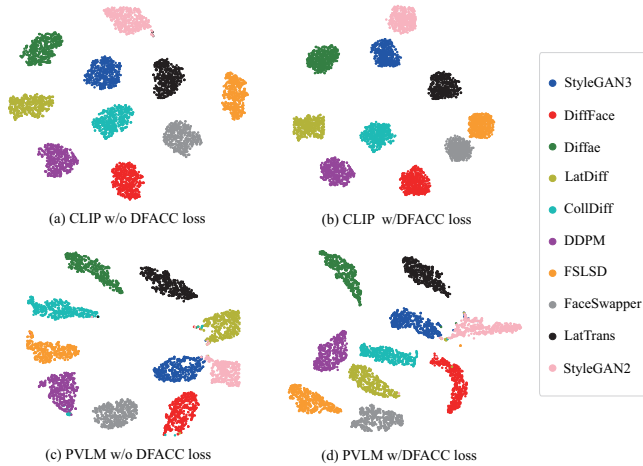 StyleGAN3
DiffFace
Diffae
LatDiff
CollDiff
DDPM
FSLSD
FaceSwapper
LatTrans
StyleGAN2
(a) CLIP w/o DFACC loss
(b) CLIP w/DFACC loss
(c) PVLM w/o DFACC loss
(d) PVLM w/DFACC loss